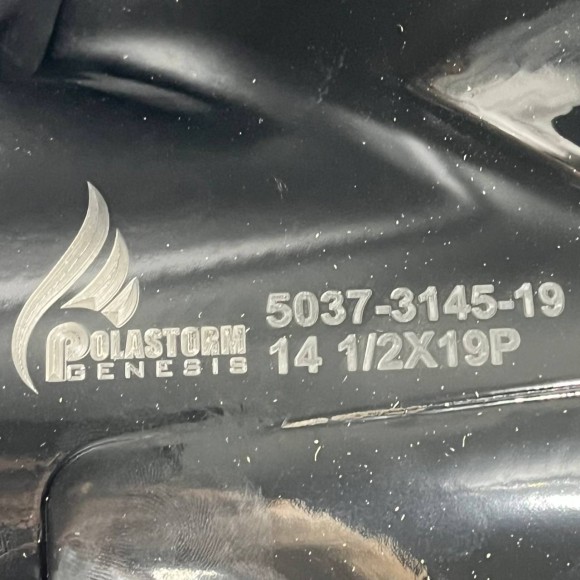 POLASTORM
GENESIS
5037-3145-19
14 1/2X19P